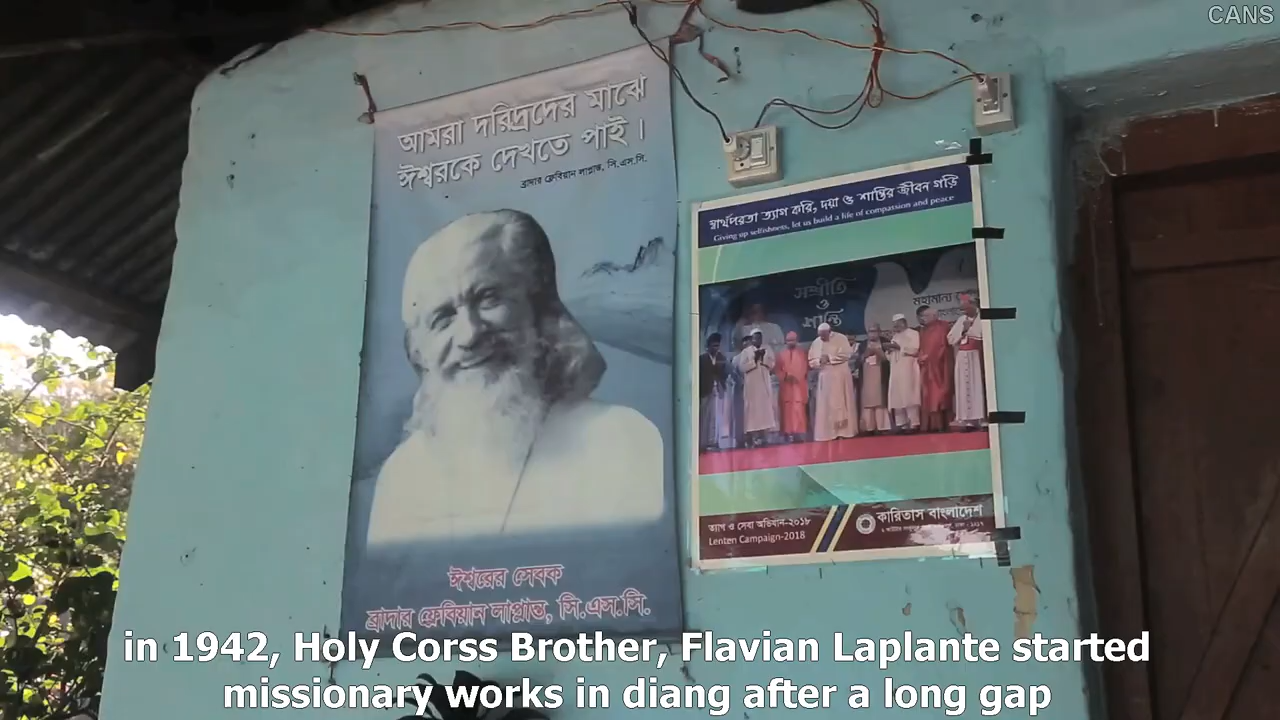 CANS
আমরা দরিদ্রদের মাঝে
ঈশ্বরকে দেখতে পাই।
ব্রাদার ফ্লেবিয়ান লাপ্লান্ত, সি.এস.সি.
ঈশ্বরের সেবক
ব্রাদার ফ্লেবিয়ান লাপ্লান্ত, সি.এস.সি.
স্বার্থপরতা ত্যাগ করি, দয়া ও শান্তির জীবন গড়ি
Giving up selfishness, let us build a life of compassion and peace
সম্প্রীতি
ও
শান্তি
মহামান্য
ত্যাগ ও সেবা অভিযান-২০১৮
Lenten Campaign-2018
কারিতাস বাংলাদেশ
in 1942, Holy Corss Brother, Flavian Laplante started
missionary works in diang after a long gap